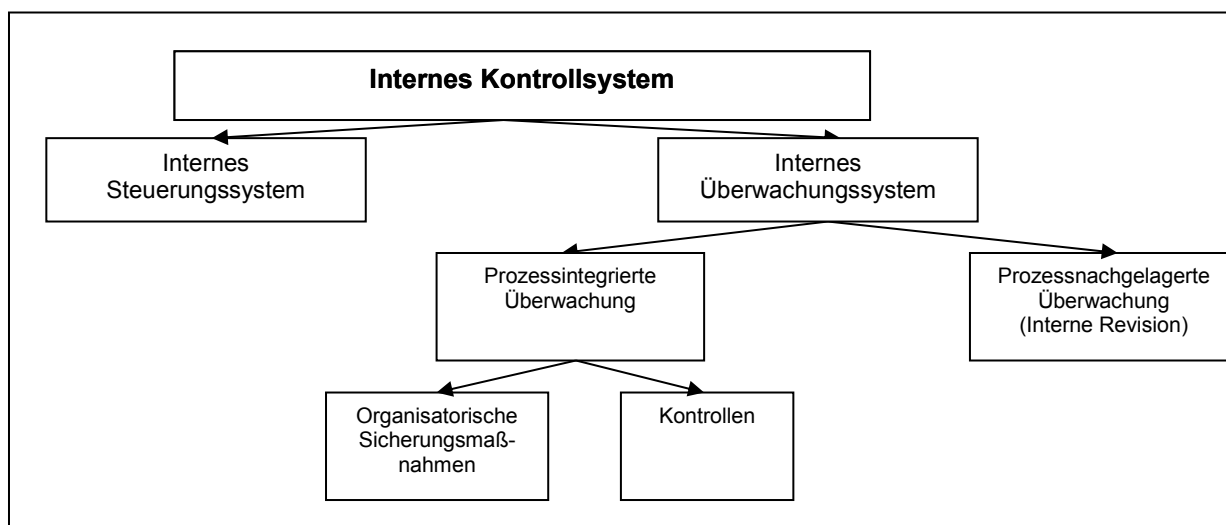 Internes Kontrollsystem
Internes
Steuerungssystem
Internes
Überwachungssystem
Prozessintegrierte
Überwachung
Prozessnachgelagerte
Überwachung
(Interne Revision)
Organisatorische
Sicherungsmaß-
nahmen
Kontrollen